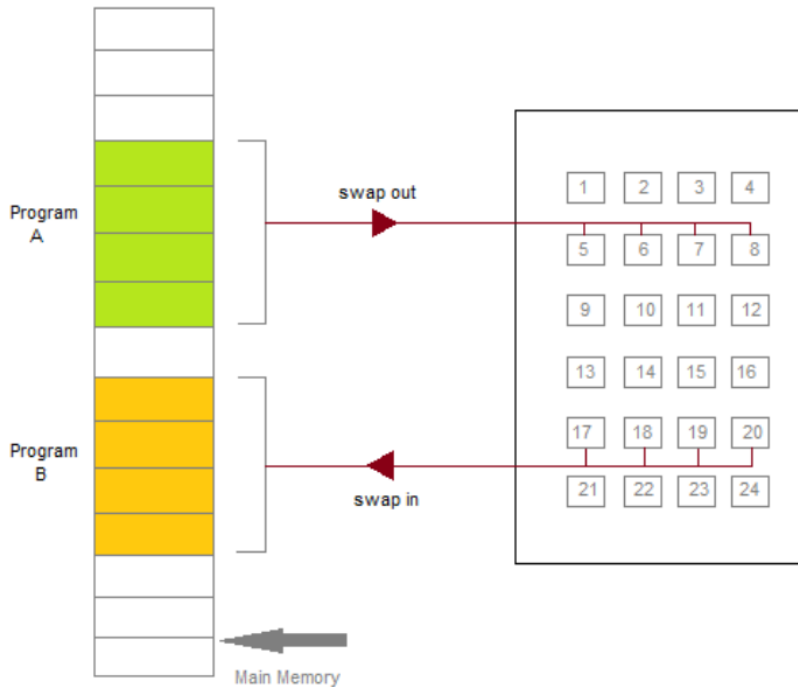 Program
A
swap out
1 2 3 4
5 6 7 8
9 10 11 12
13 14 15 16
Program
B
swap in
17 18 19 20
21 22 23 24
Main Memory